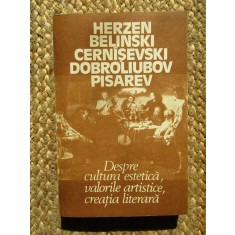 HERZEN
BELINSKI
CERNÎȘEVSKI
DOBROLIUBOV
PISAREV
Despre
cultura estetică,
valorile artistice,
creația literară